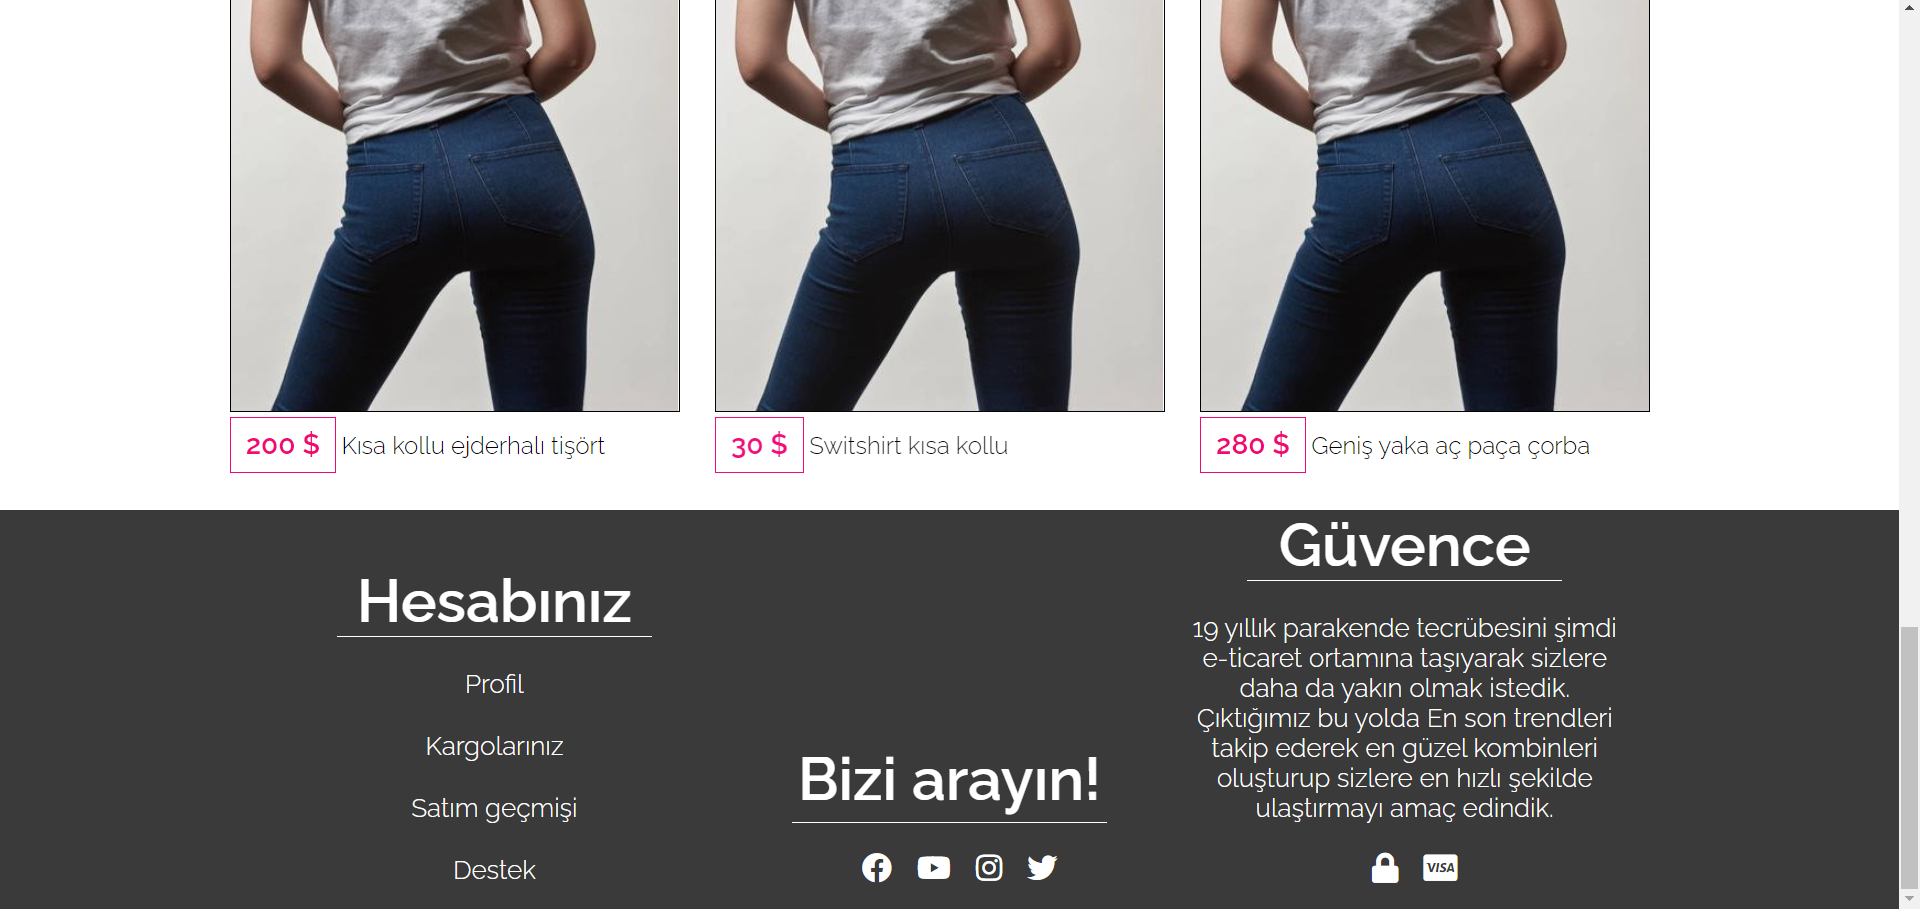 200 $ Kısa kollu ejderhalı tişört
30 $ Switshirt kısa kollu
280 $ Geniş yaka aç paça çorba
Hesabınız
Profil
Kargolarınız
Satım geçmişi
Destek
Bizi arayın!
Güvence
19 yıllık parakende tecrübesini şimdi
e-ticaret ortamına taşıyarak sizlere
daha da yakın olmak istedik.
Çıktığımız bu yolda En son trendleri
takip ederek en güzel kombinleri
oluşturup sizlere en hızlı şekilde
ulaştırmayı amaç edindik.
VISA